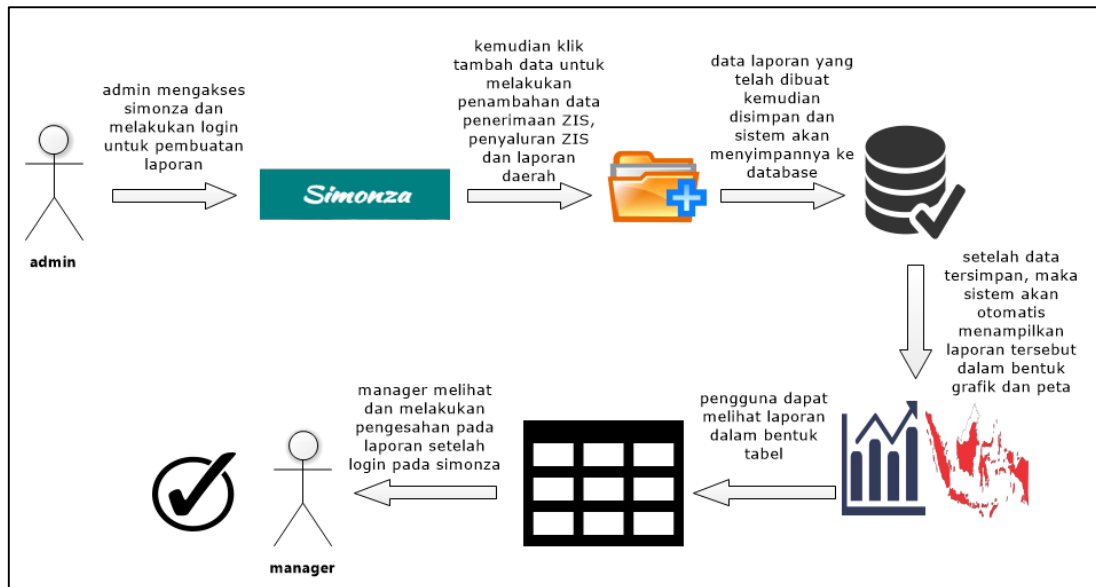 admin mengakses
simonza dan
melakukan login
untuk pembuatan
laporan
admin
Simonza
kemudian klik
tambah data untuk
melakukan
penambahan data
penerimaan ZIS,
penyaluran ZIS
dan laporan
daerah
data laporan yang
telah dibuat
kemudian
disimpan dan
sistem akan
menyimpannya ke
database
setelah data
tersimpan, maka
sistem akan
otomatis
menampilkan
laporan tersebut
dalam bentuk
grafik dan peta
pengguna dapat
melihat laporan
dalam bentuk
tabel
manager melihat
dan melakukan
pengesahan pada
laporan setelah
login pada simonza
manager